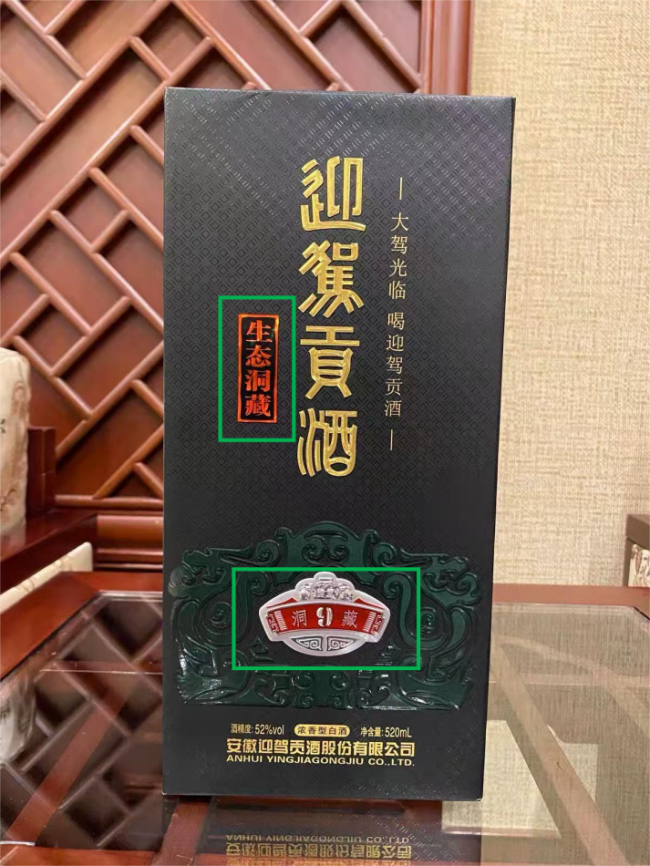 迎驾貢酒
大驾光临 喝迎驾贡酒
生态洞藏
洞9藏
酒精度:52%vol 浓香型白酒 净含量:520mL
安徽迎驾贡酒股份有限公司
ANHUI YINGJIAGONGJIU CO.,LTD.